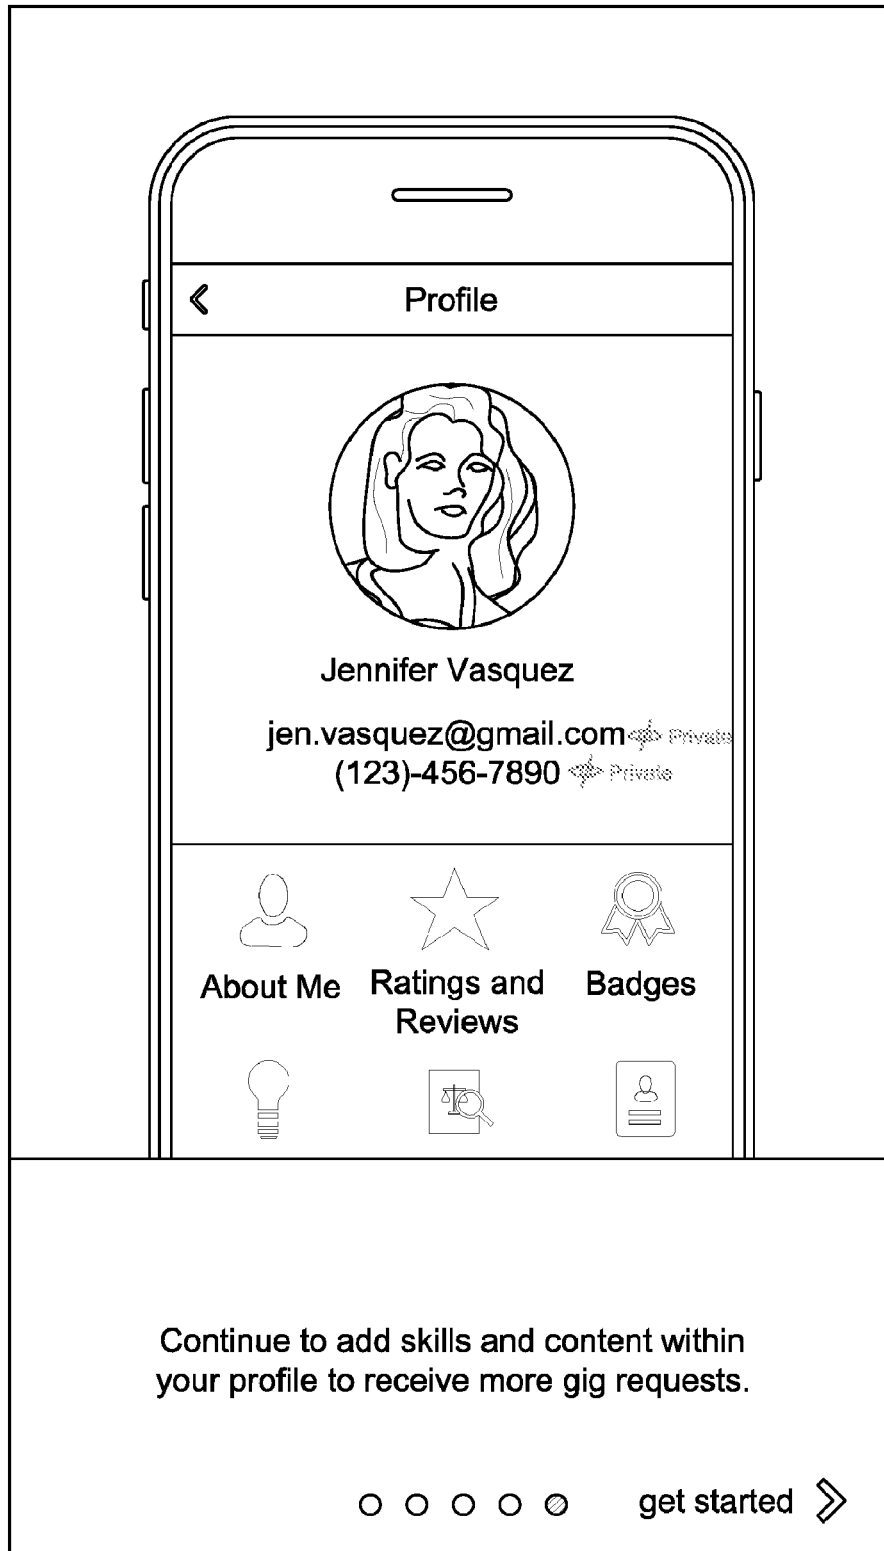 Profile
Jennifer Vasquez
jen.vasquez@gmail.com Private
(123)-456-7890 Private
About Me
Ratings and
Reviews
Badges
Continue to add skills and content within
your profile to receive more gig requests.
get started